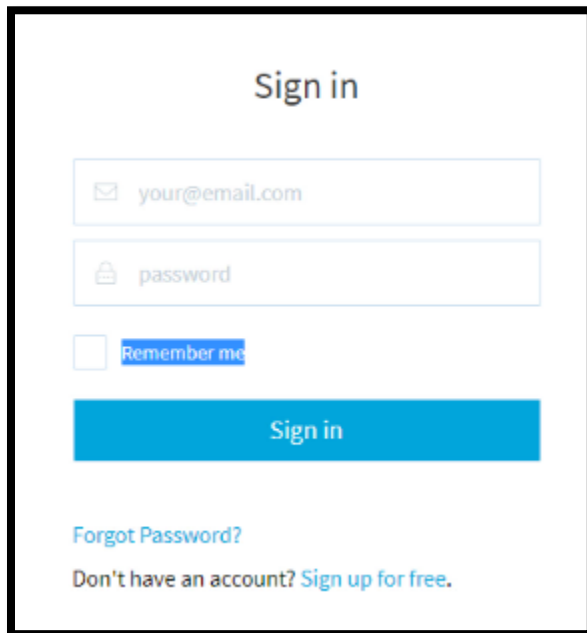 Sign in
your@email.com
password
Remember me
Sign in
Forgot Password?
Don't have an account? Sign up for free.